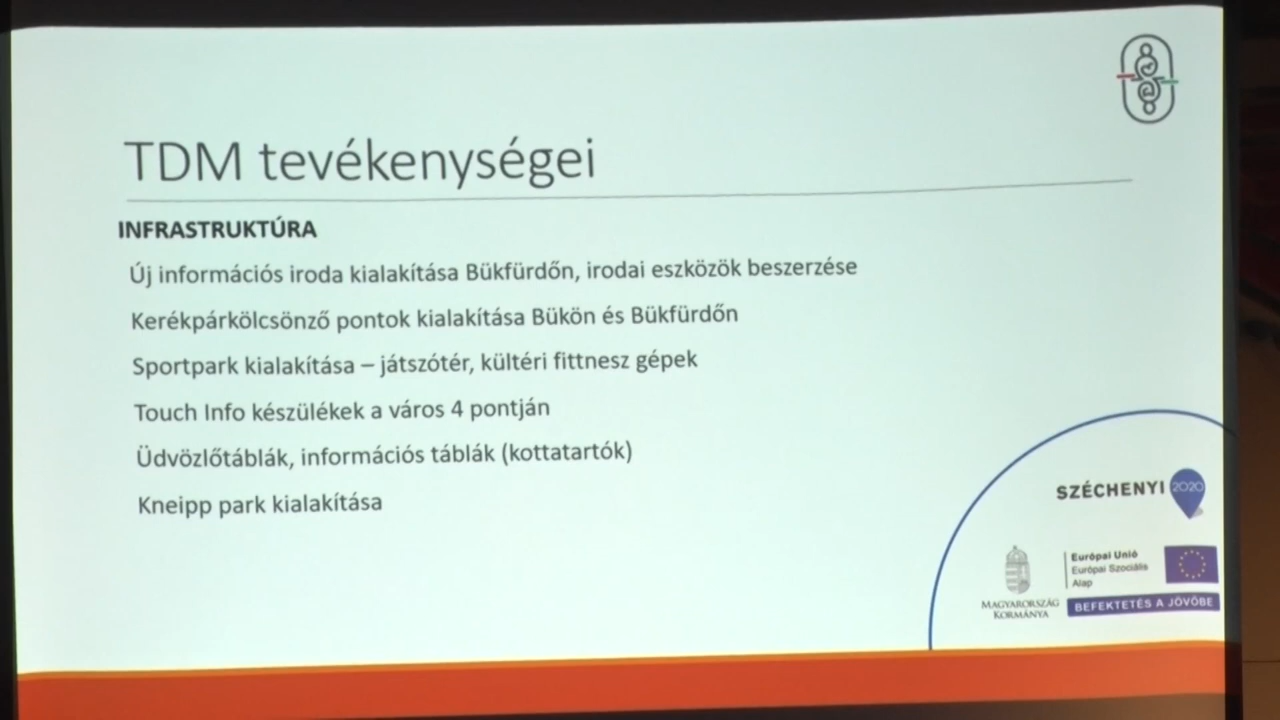 TDM tevékenységei
INFRASTRUKTÚRA
Új információs iroda kialakítása Bükfürdőn, irodai eszközök beszerzése
Kerékpárkölcsönző pontok kialakítása Bükön és Bükfürdőn
Sportpark kialakítása – játszótér, kültéri fittnesz gépek
Touch Info készülékek a város 4 pontján
Üdvözlőtáblák, információs táblák (kottatartók)
Kneipp park kialakítása
SZÉCHENYI 2020
Európai Unió
Európai Szociális
Alap
MAGYARORSZÁG
KORMÁNYA
BEFEKTETÉS A JÖVŐBE